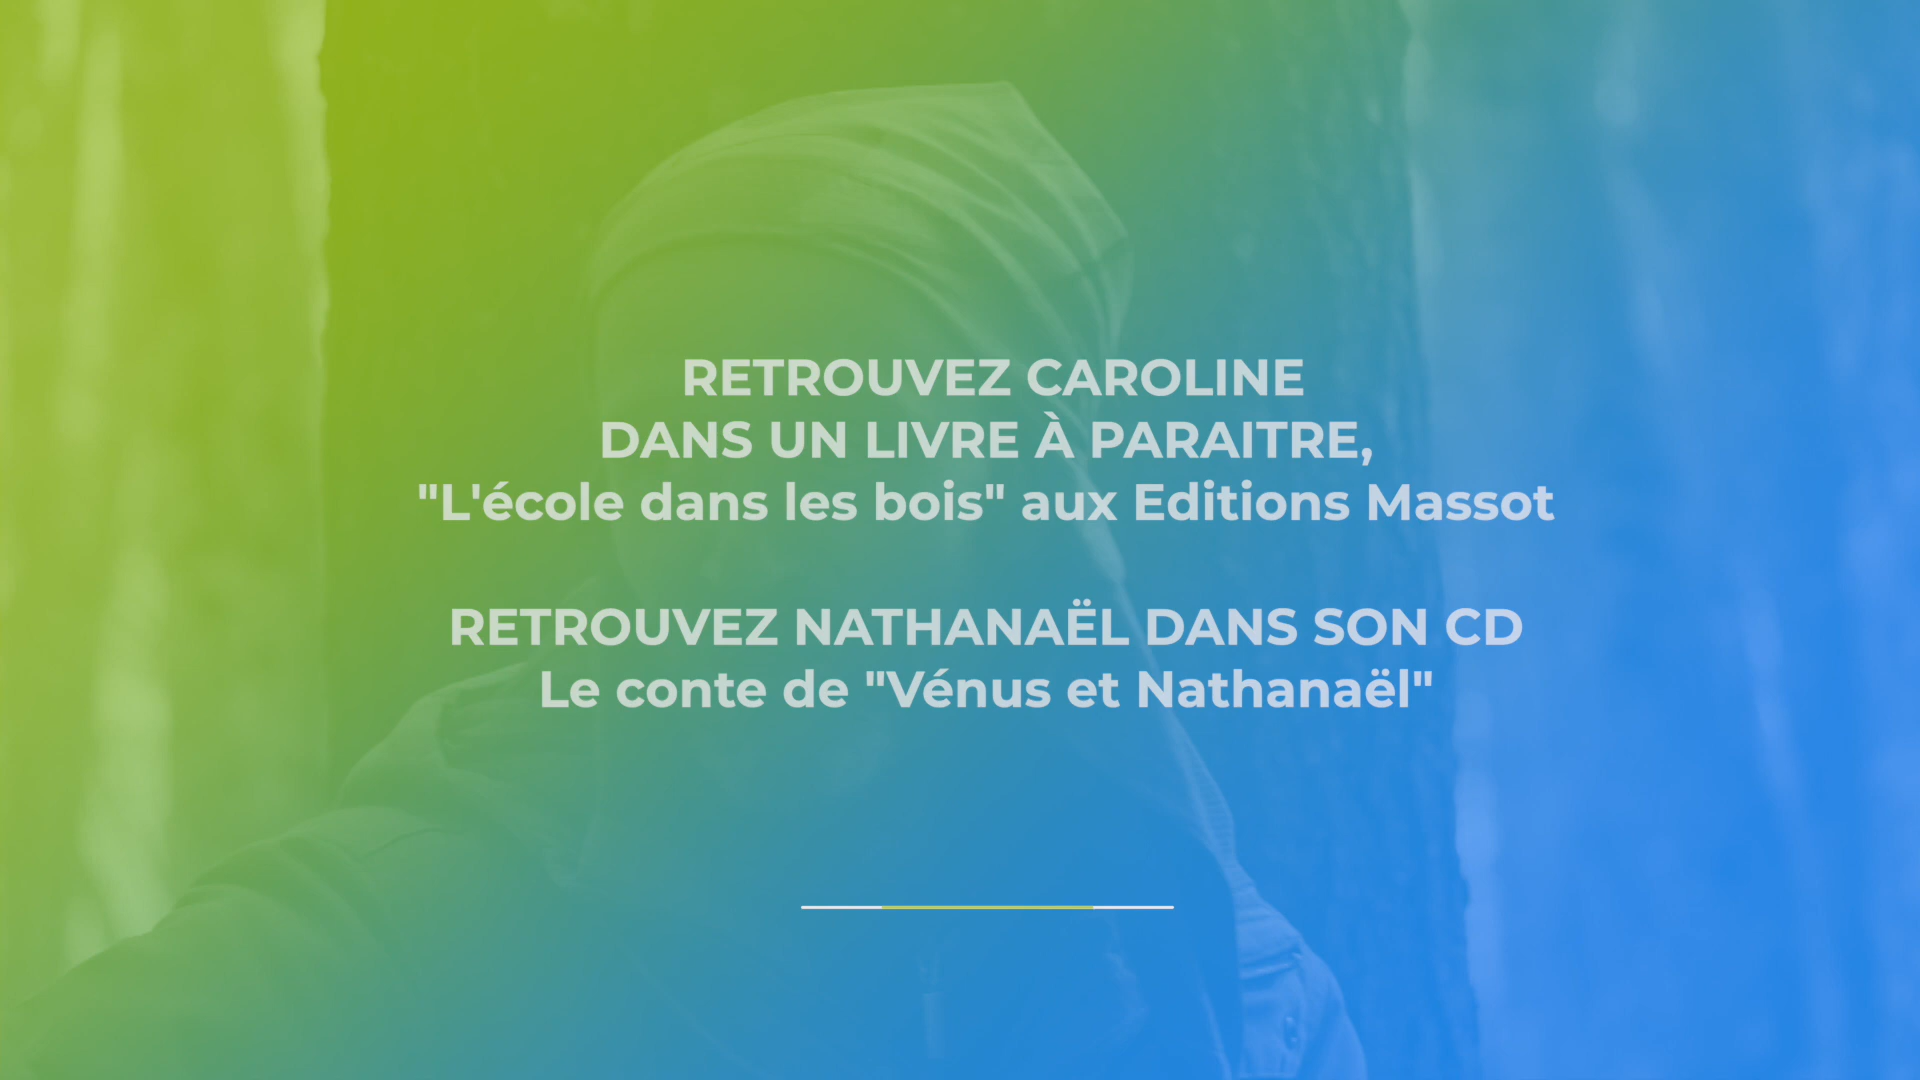 RETROUVEZ CAROLINE
DANS UN LIVRE À PARAITRE,
"L'école dans les bois" aux Editions Massot
RETROUVEZ NATHANAËL DANS SON CD
Le conte de "Vénus et Nathanaël"